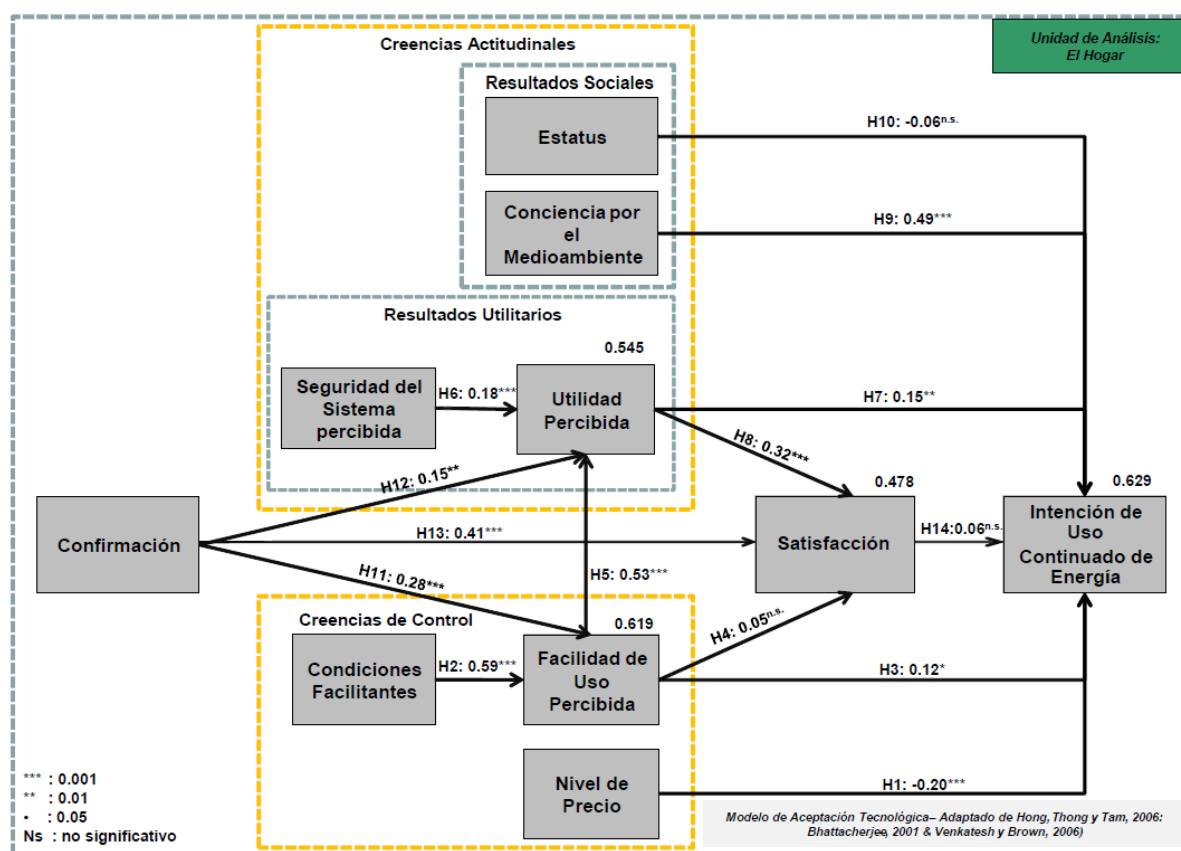 Unidad de Análisis:
El Hogar
Creencias Actitudinales
Resultados Sociales
Estatus
H10: -0.06n.s.
Conciencia por
el
Medioambiente
H9: 0.49***
Resultados Utilitarios
0.545
Seguridad del
Sistema
percibida
H6: 0.18***
Utilidad
Percibida
H7: 0.15**
H8: 0.32***
H12: 0.15**
0.478
0.629
Confirmación
H13: 0.41***
Satisfacción
H14:0.06n.s.
Intención de
Uso
Continuado de
Energía
H11: 0.28***
H5: 0.53***
Creencias de Control
0.619
H4: 0.05n.s.
Condiciones
Facilitantes
H2: 0.59***
Facilidad de
Uso
Percibida
H3: 0.12*
Nivel de
Precio
H1: -0.20***
*** : 0.001
** : 0.01
• : 0.05
Ns : no significativo
Modelo de Aceptación Tecnológica– Adaptado de Hong, Thong y Tam, 2006:
Bhattacherjee, 2001 & Venkatesh y Brown, 2006)